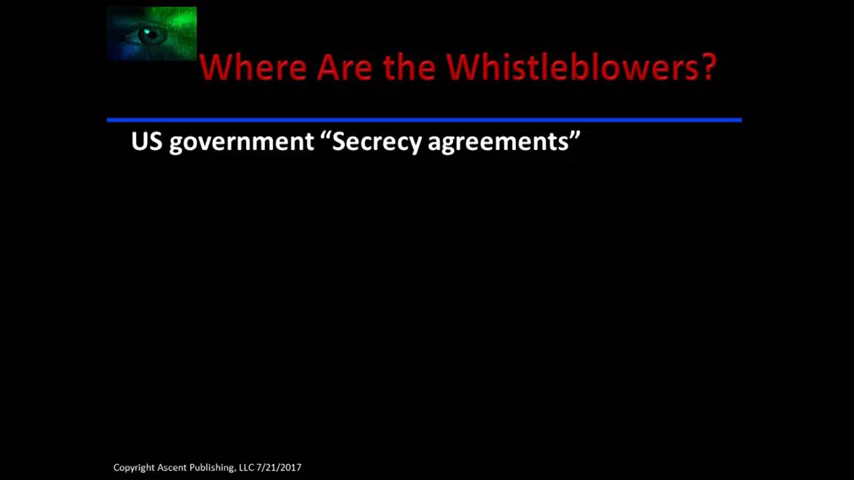 Where Are the Whistleblowers?
US government “Secrecy agreements”
Copyright Ascent Publishing, LLC 7/21/2017